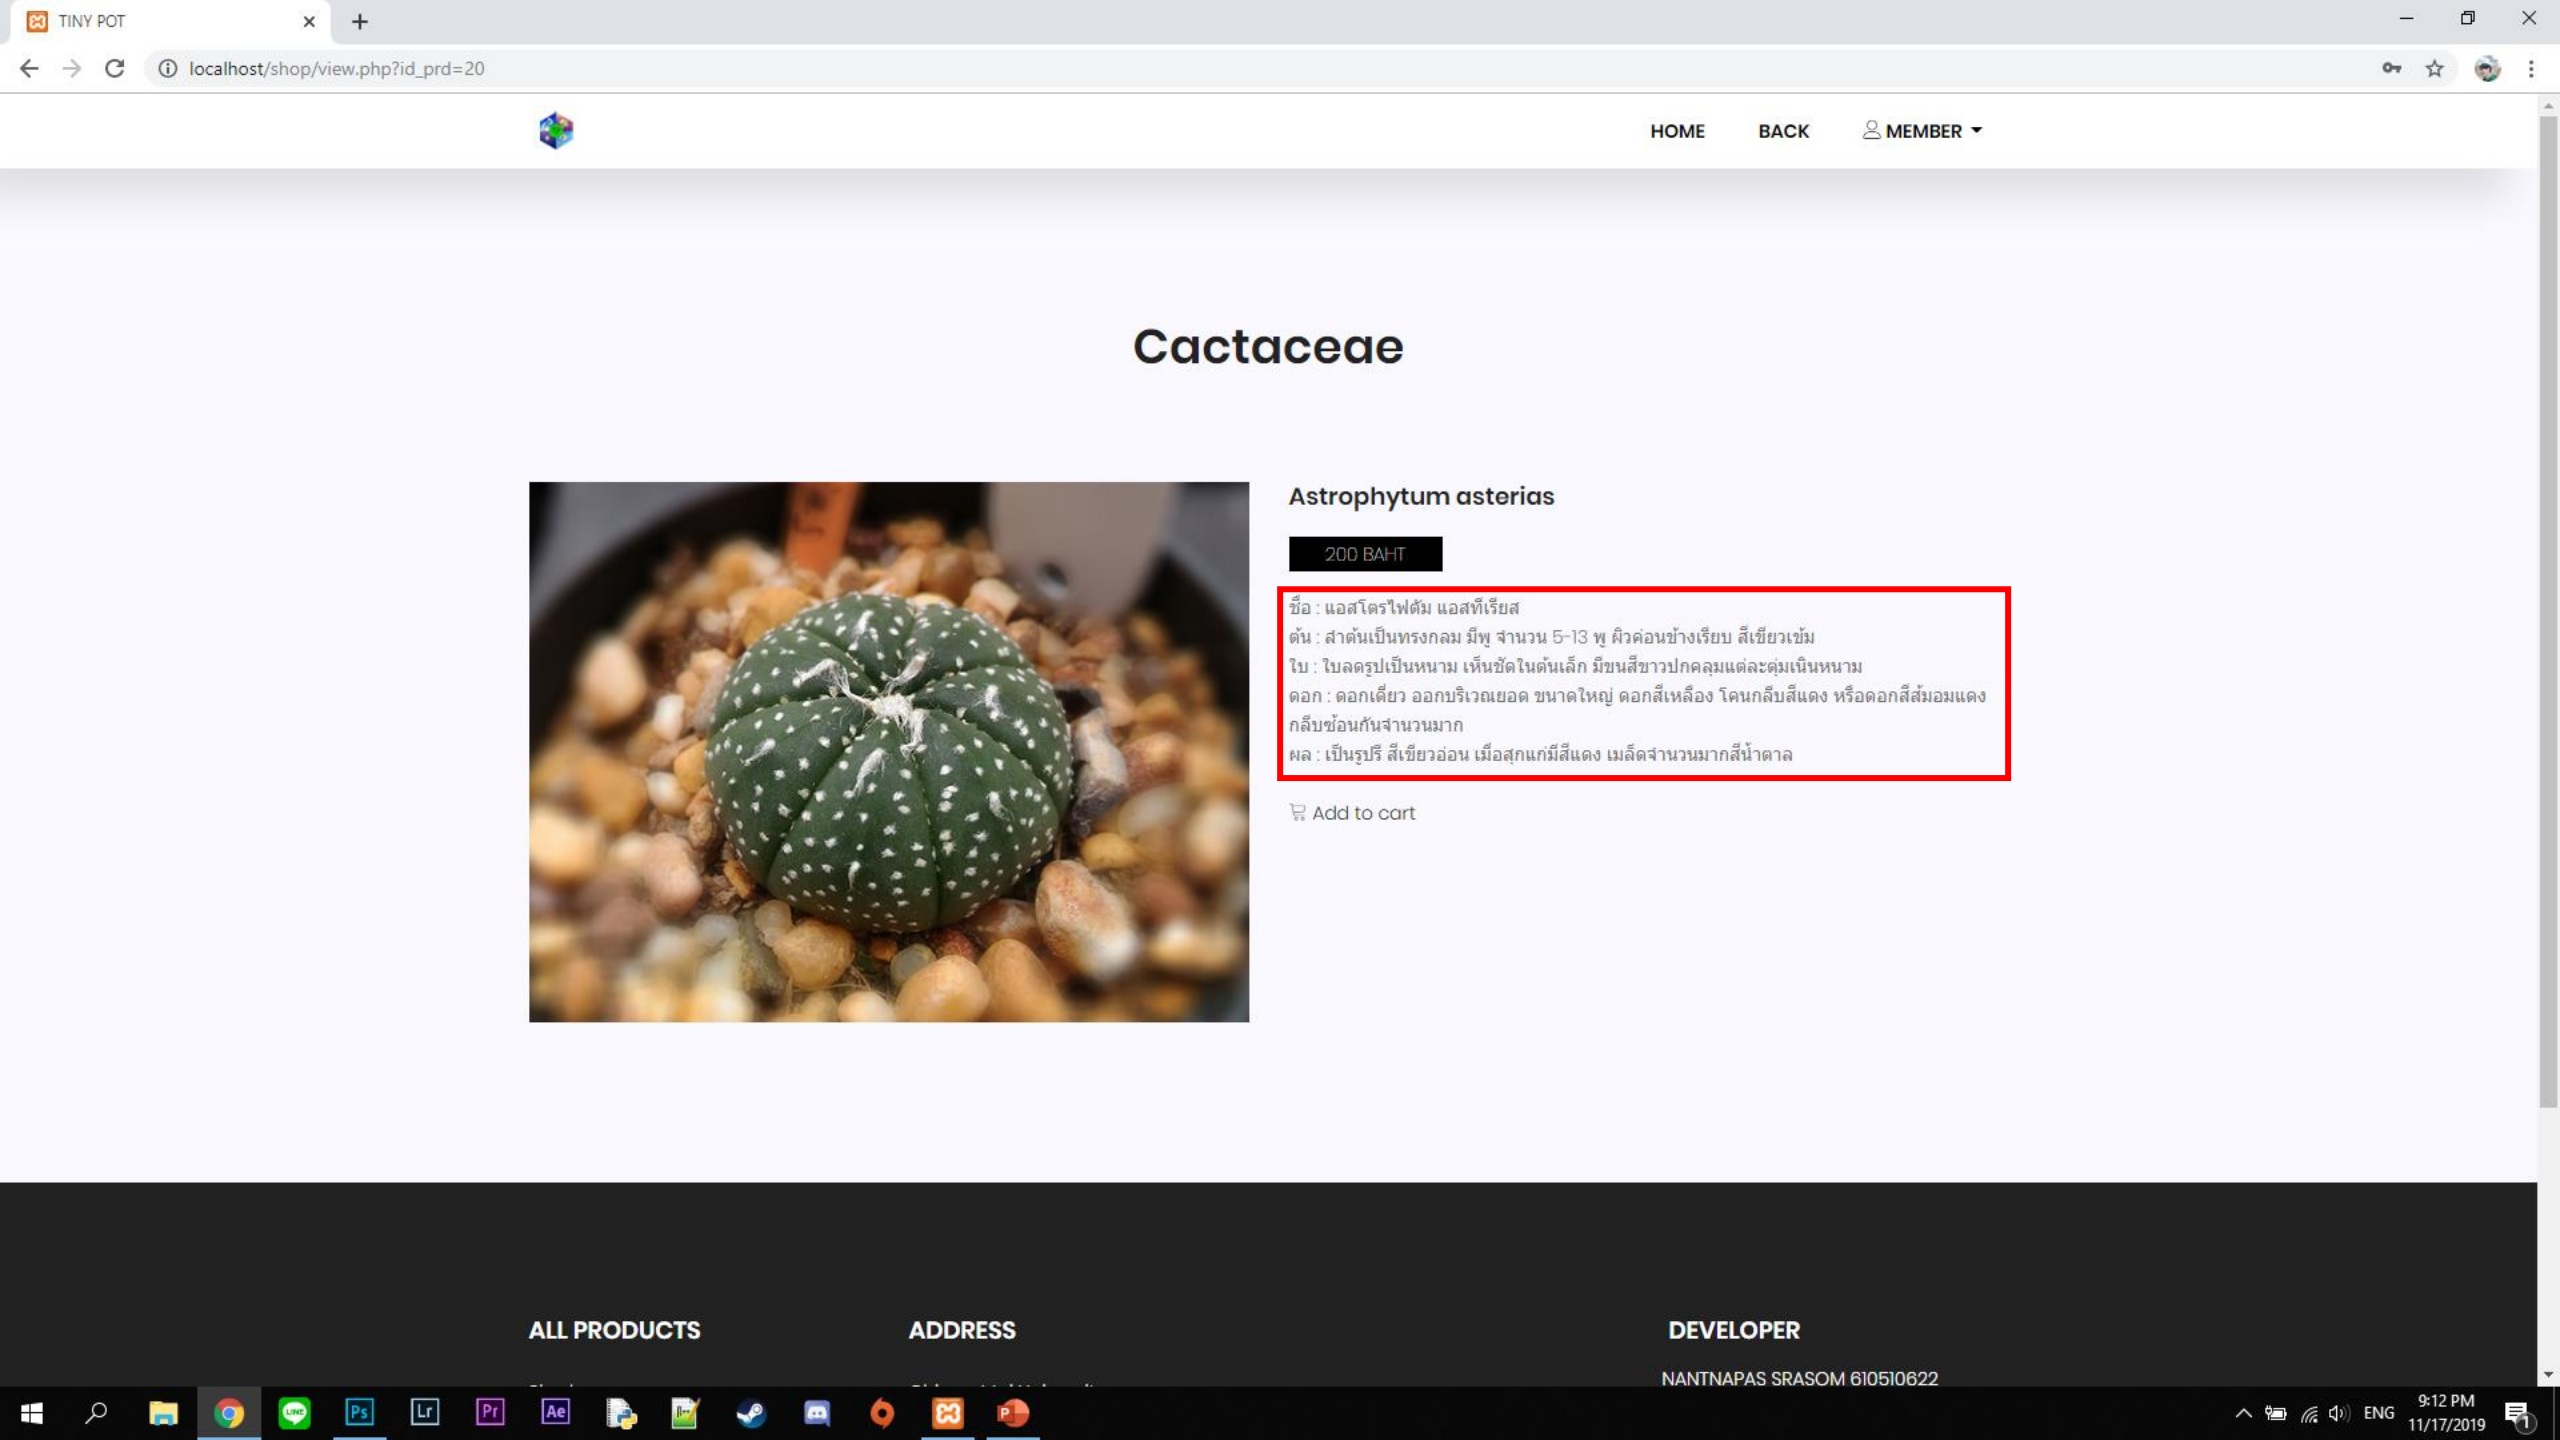 TINY POT
localhost/shop/view.php?id_prd=20
HOME BACK MEMBER
Cactaceae
Astrophytum asterias
200 BAHT
ชื่อ : แอสโตรไฟตัม แอสทีเรียส
ต้น : ลำต้นเป็นทรงกลม มีพู จำนวน 5-13 พู ผิวค่อนข้างเรียบ สีเขียวเข้ม
ใบ : ใบลดรูปเป็นหนาม เห็นชัดในต้นเล็ก มีขนสีขาวปกคลุมแต่ละตุ่มเนินหนาม
ดอก : ดอกเดี่ยว ออกบริเวณยอด ขนาดใหญ่ ดอกสีเหลือง โคนกลีบสีแดง หรือดอกสีส้มอมแดง
กลีบซ้อนกันจำนวนมาก
ผล : เป็นรูปรี สีเขียวอ่อน เมื่อสุกแก่มีสีแดง เมล็ดจำนวนมากสีน้ำตาล
Add to cart
ALL PRODUCTS ADDRESS DEVELOPER
NANTNAPAS SRASOM 610510622
LINE Ps Lr Pr Ae
ENG
9:12 PM
11/17/2019
1